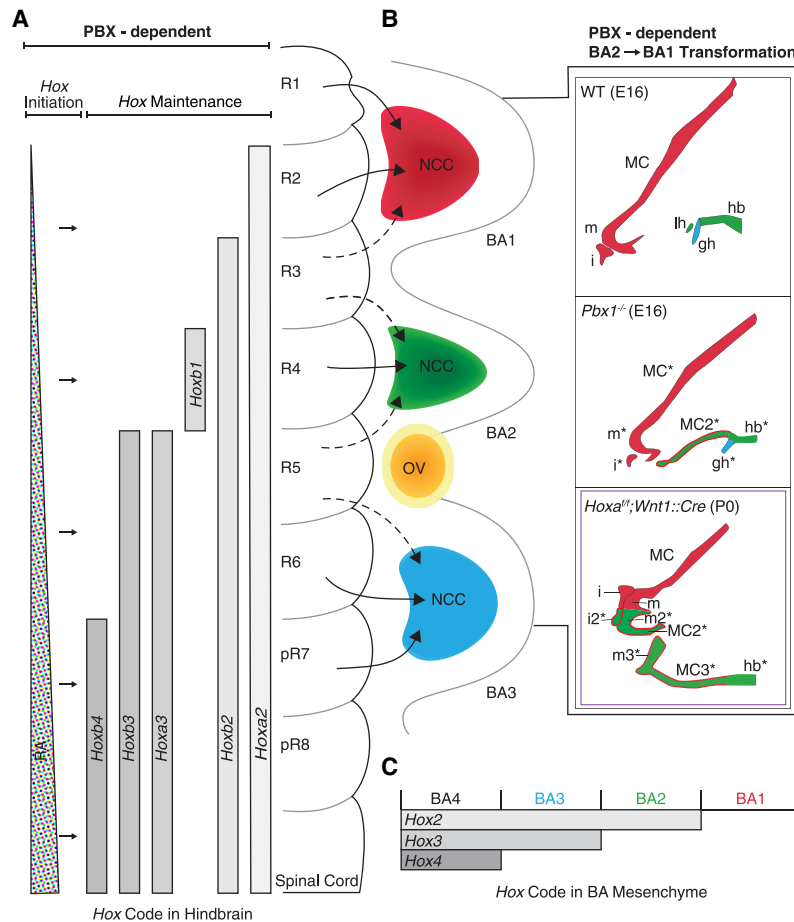 A
PBX - dependent
Hox
Initiation
Hox Maintenance
RA
Hoxb4
Hoxb3
Hoxa3
Hoxb1
Hoxb2
Hoxa2
R1
R2
R3
R4
R5
R6
pR7
pR8
Spinal Cord
Hox Code in Hindbrain
B
NCC
BA1
NCC
BA2
OV
NCC
BA3
PBX - dependent
BA2 → BA1 Transformation
WT (E16)
MC
m
i
lh
hb
gh
Pbx1-/- (E16)
MC*
m*
i*
MC2*
hb*
gh*
Hoxaf/f;Wnt1::Cre (P0)
MC
i
m
i2*
m2*
MC2*
m3*
MC3*
hb*
C
BA4 BA3 BA2 BA1
Hox2
Hox3
Hox4
Hox Code in BA Mesenchyme